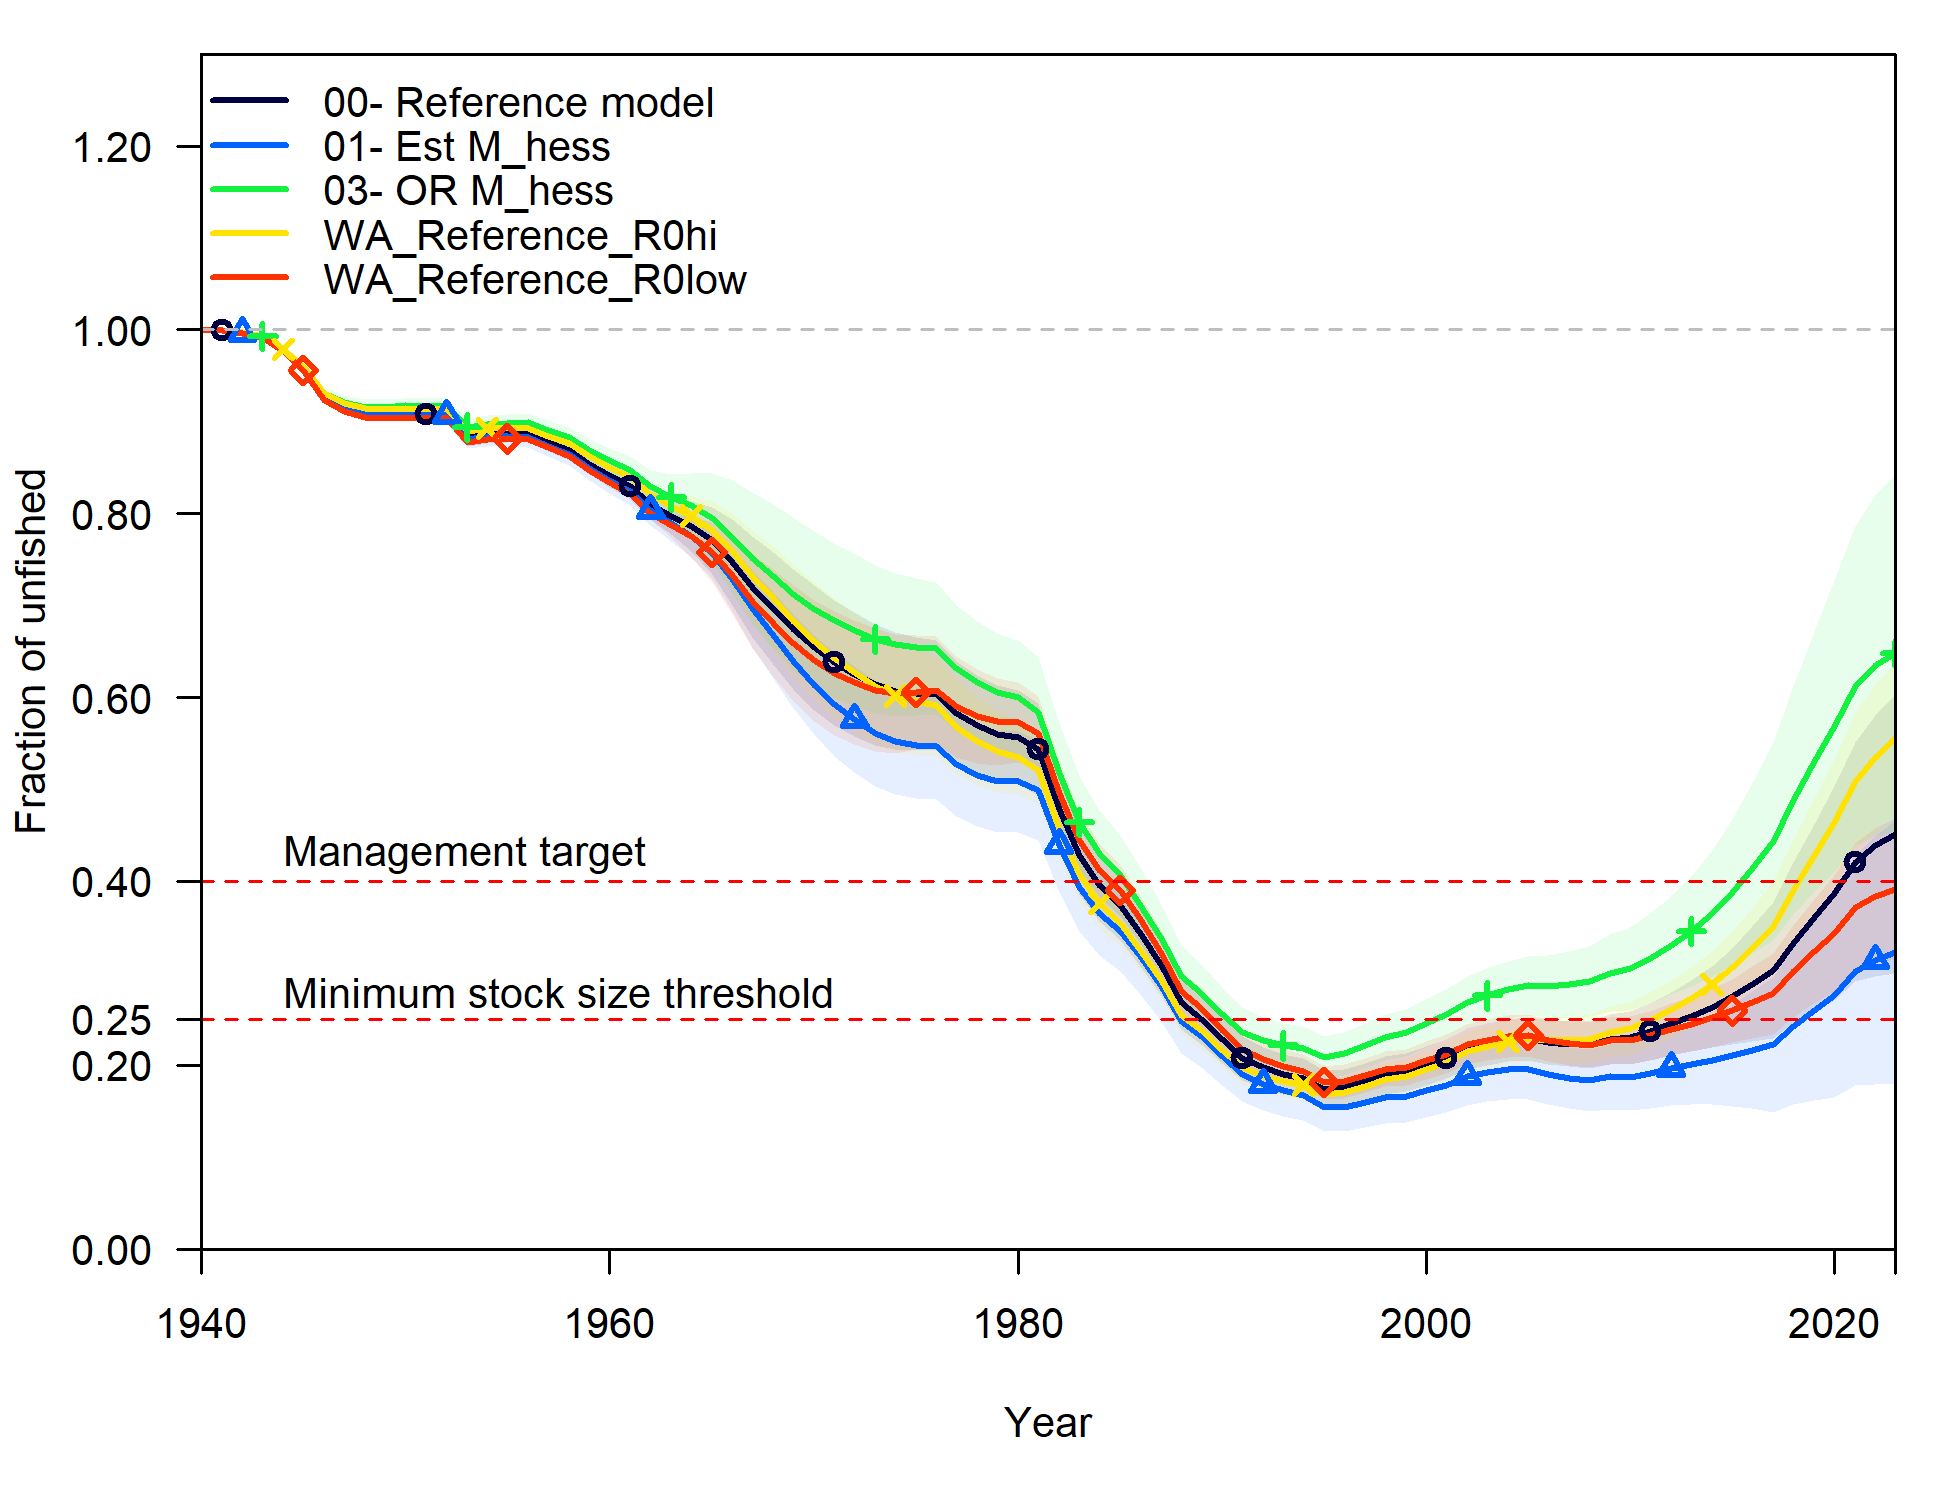 00- Reference model
01- Est M_hess
03- OR M_hess
WA_Reference_R0hi
WA_Reference_R0low
1.20
1.00
0.80
0.60
0.40
0.25
0.20
0.00
Fraction of unfished
Management target
Minimum stock size threshold
1940
1960
1980
2000
2020
Year